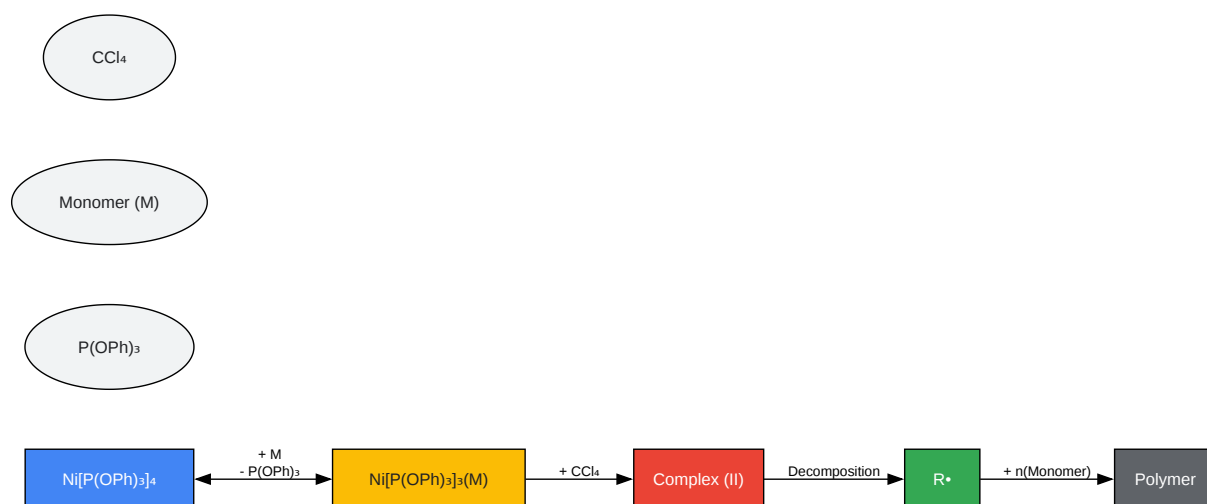 CCl₄
Monomer (M)
P(OPh)₃
+ M
- P(OPh)₃
Ni[P(OPh)₃]₄
Ni[P(OPh)₃]₃(M)
+ CCl₄
Complex (II)
Decomposition
R•
+ n(Monomer)
Polymer